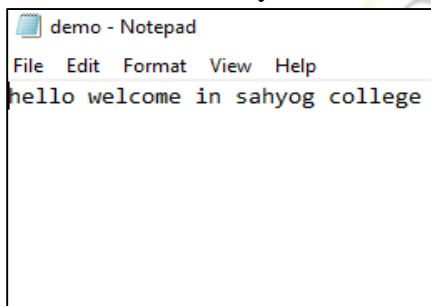 demo - Notepad
File Edit Format View Help
hello welcome in sahyog college